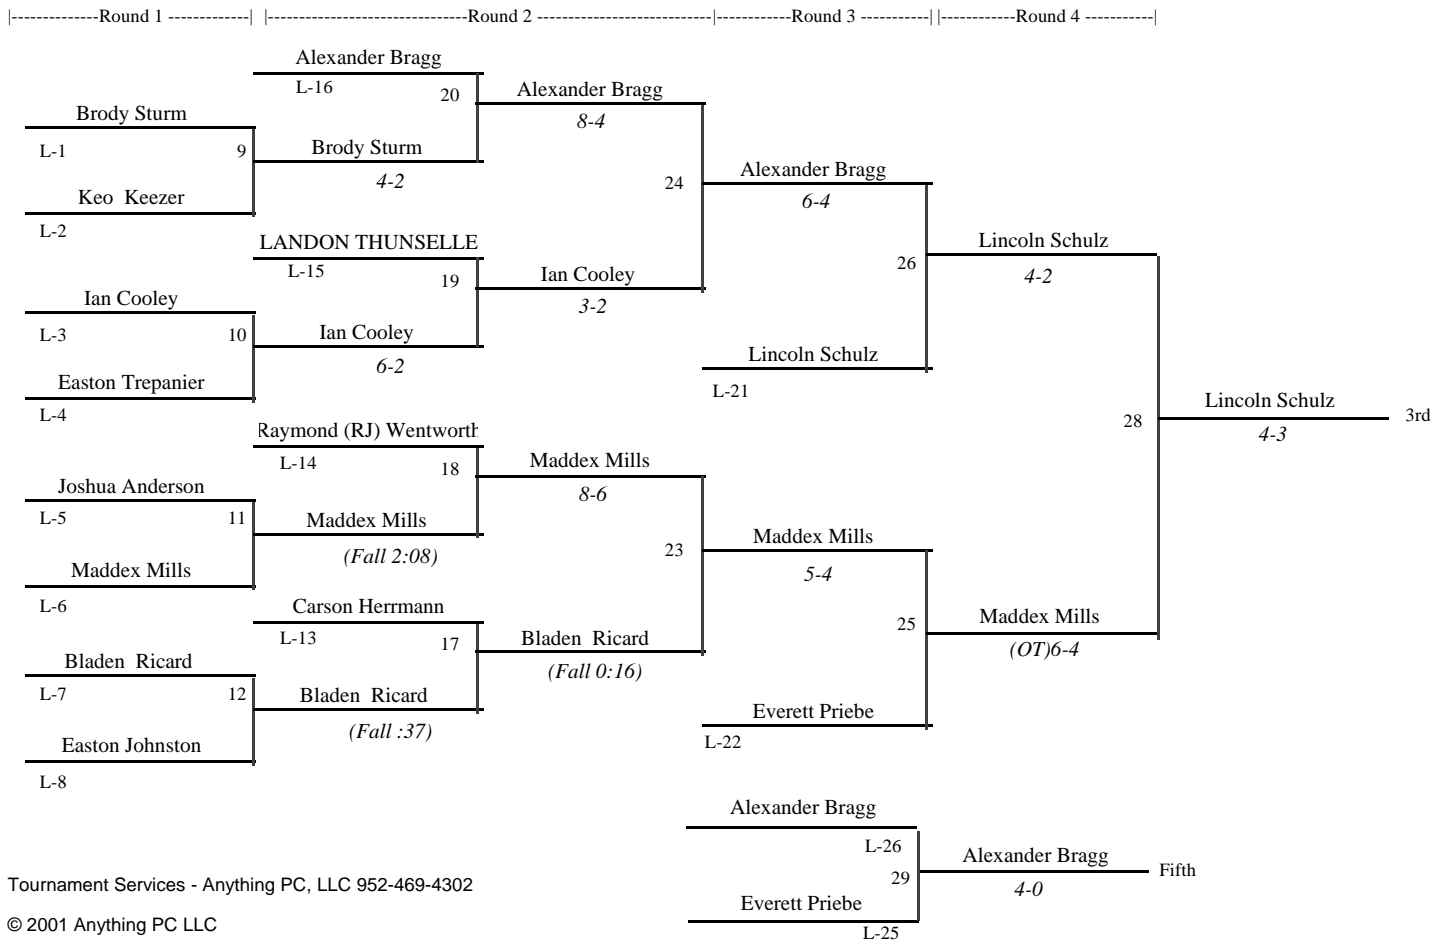 |--------------Round 1 --------------| |--------------------------------Round 2 ----------------------------|------------Round 3 -----------| |------------Round 4 -----------|
Alexander Bragg
L-16
20
Alexander Bragg
8-4
Brody Sturm
L-1
9
Brody Sturm
4-2
Keo  Keezer
L-2
24
Alexander Bragg
6-4
LANDON THUNSELLE
L-15
19
Ian Cooley
3-2
Ian Cooley
L-3
10
Ian Cooley
6-2
Easton Trepanier
L-4
26
Lincoln Schulz
4-2
Lincoln Schulz
L-21
28
Lincoln Schulz
4-3
3rd
Raymond (RJ) Wentworth
L-14
18
Maddex Mills
8-6
Joshua Anderson
L-5
11
Maddex Mills
(Fall 2:08)
Maddex Mills
L-6
23
Maddex Mills
5-4
Carson Herrmann
L-13
17
Bladen  Ricard
(Fall 0:16)
Bladen  Ricard
L-7
12
Bladen  Ricard
(Fall :37)
Easton Johnston
L-8
25
Maddex Mills
(OT)6-4
Everett Priebe
L-22
Alexander Bragg
L-26
29
Alexander Bragg
4-0
Fifth
Everett Priebe
L-25
Tournament Services - Anything PC, LLC 952-469-4302
© 2001 Anything PC LLC